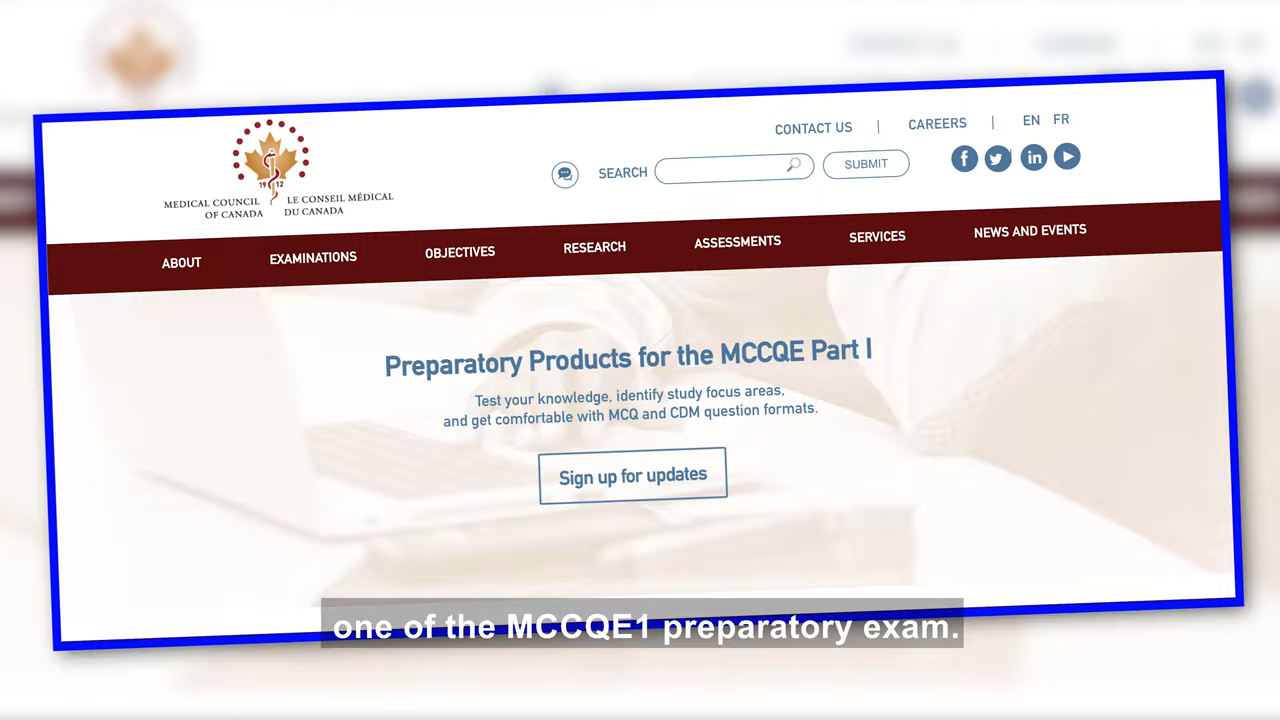 CONTACT US | CAREERS | EN FR
SEARCH
SUBMIT
19 12
MEDICAL COUNCIL
OF CANADA
LE CONSEIL MÉDICAL
DU CANADA
ABOUT EXAMINATIONS OBJECTIVES RESEARCH ASSESSMENTS SERVICES NEWS AND EVENTS
Preparatory Products for the MCCQE Part I
Test your knowledge, identify study focus areas,
and get comfortable with MCQ and CDM question formats.
Sign up for updates
one of the MCCQE1 preparatory exam.